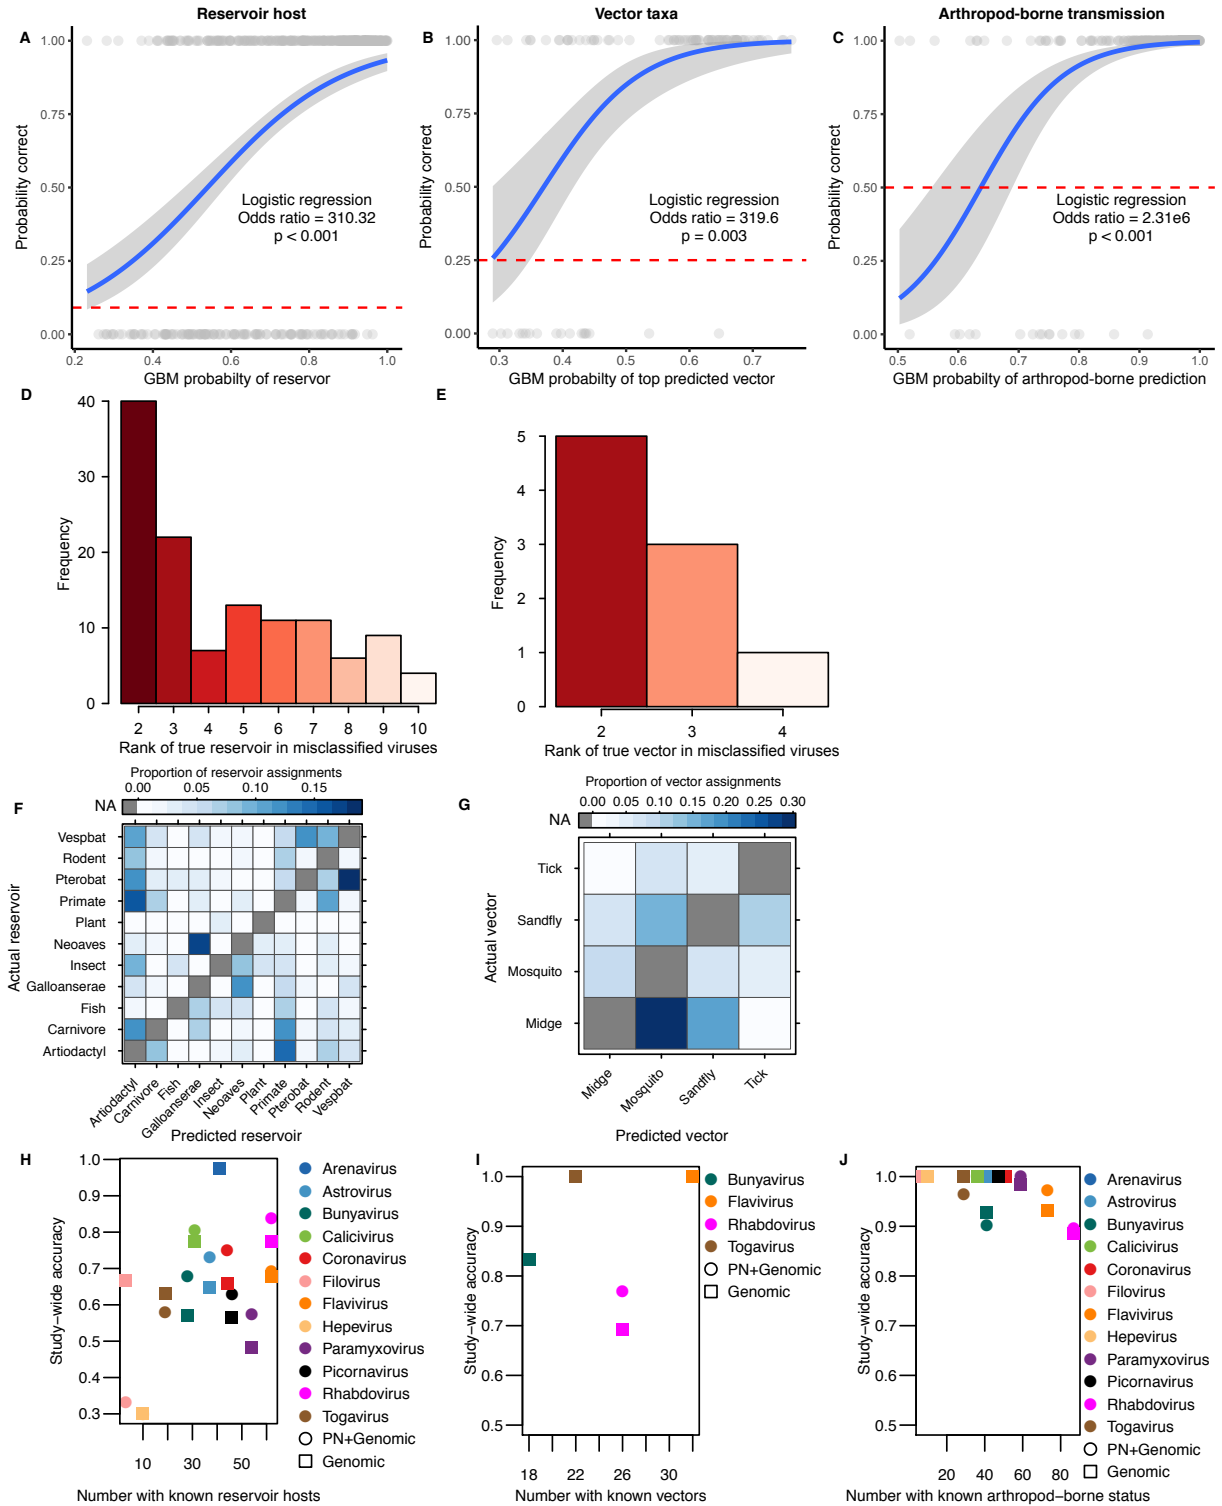 Reservoir host
A
1.00
0.75
0.50
0.25
0.00
Probability correct
Logistic regression
Odds ratio = 310.32
p < 0.001
0.2
0.4
0.6
0.8
1.0
GBM probabilty of reservoir
Vector taxa
B
1.00
0.75
0.50
0.25
0.00
Probability correct
Logistic regression
Odds ratio = 319.6
p = 0.003
0.3
0.4
0.5
0.6
0.7
GBM probabilty of top predicted vector
Arthropod-borne transmission
C
1.00
0.75
0.50
0.25
0.00
Probability correct
Logistic regression
Odds ratio = 2.31e6
p < 0.001
0.5
0.6
0.7
0.8
0.9
1.0
GBM probabilty of arthropod-borne prediction
D
40
30
20
10
0
Frequency
2
3
4
5
6
7
8
9
10
Rank of true reservoir in misclassified viruses
E
5
4
3
2
1
0
Frequency
2
3
4
Rank of true vector in misclassified viruses
F
Proportion of reservoir assignments
0.00
0.05
0.10
0.15
NA
Vespbat
Rodent
Pterobat
Primate
Plant
Neoaves
Insect
Galloanserae
Fish
Carnivore
Artiodactyl
Actual reservoir
Artiodactyl
Carnivore
Fish
Galloanserae
Insect
Neoaves
Plant
Primate
Pterobat
Rodent
Vespbat
Predicted reservoir
G
Proportion of vector assignments
0.00
0.05
0.10
0.15
0.20
0.25
0.30
NA
Tick
Sandfly
Mosquito
Midge
Actual vector
Midge
Mosquito
Sandfly
Tick
Predicted vector
H
1.0
0.9
0.8
0.7
0.6
0.5
0.4
0.3
Study−wide accuracy
10
30
50
Number with known reservoir hosts
Arenavirus
Astrovirus
Bunyavirus
Calicivirus
Coronavirus
Filovirus
Flavivirus
Hepevirus
Paramyxovirus
Picornavirus
Rhabdovirus
Togavirus
PN+Genomic
Genomic
I
1.0
0.9
0.8
0.7
0.6
0.5
Study−wide accuracy
18
22
26
30
Number with known vectors
Bunyavirus
Flavivirus
Rhabdovirus
Togavirus
PN+Genomic
Genomic
J
1.0
0.9
0.8
0.7
0.6
0.5
Study−wide accuracy
20
40
60
80
Number with known arthropod−borne status
Arenavirus
Astrovirus
Bunyavirus
Calicivirus
Coronavirus
Filovirus
Flavivirus
Hepevirus
Paramyxovirus
Picornavirus
Rhabdovirus
Togavirus
PN+Genomic
Genomic